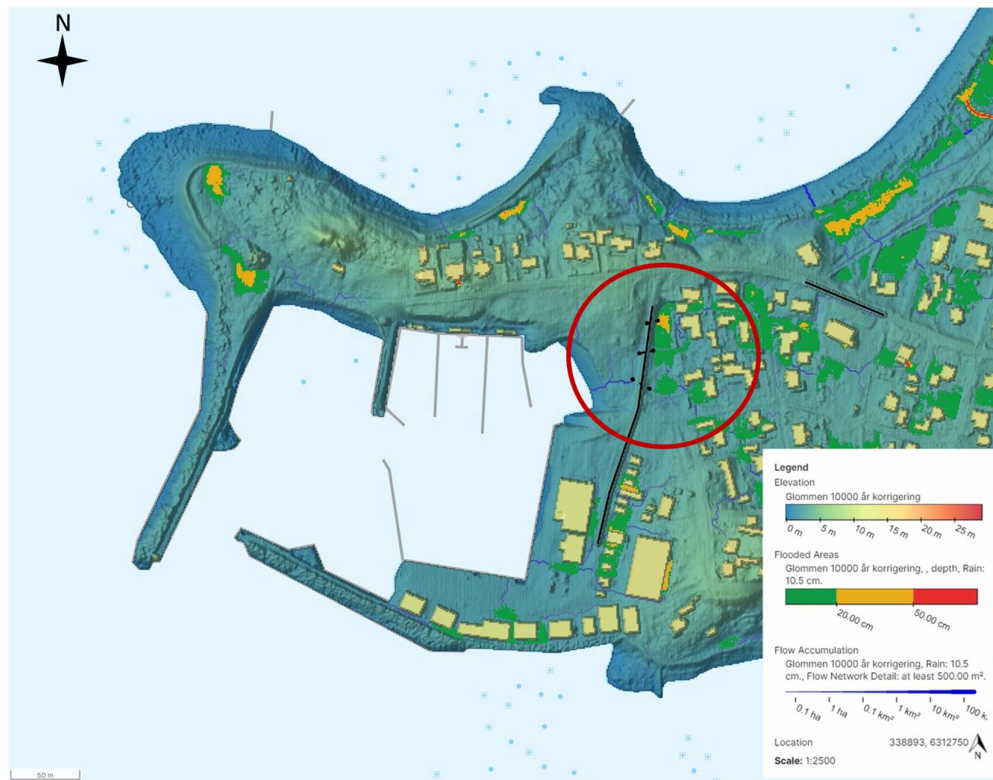 N
Legend
Elevation
Glommen 10000 år korrigering
0 m
5 m
10 m
15 m
20 m
25 m
Flooded Areas
Glommen 10000 år korrigering, , depth, Rain:
10.5 cm.
20.00 cm
50.00 cm
Flow Accumulation
Glommen 10000 år korrigering, Rain: 10.5
cm., Flow Network Detail: at least 500.00 m².
0.1 ha
1 ha
0.1 km²
1 km²
10 km²
100 k
Location 338893, 6312750
N
Scale: 1:2500
50 m